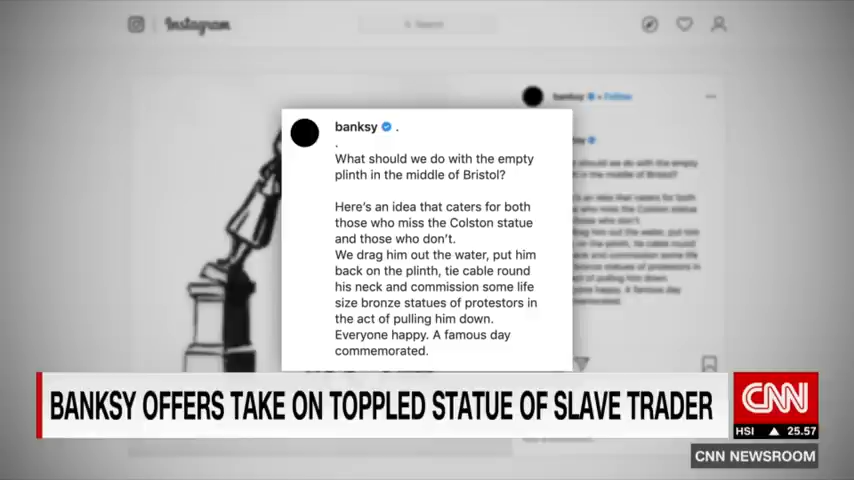 Instagram
Search
banksy • Follow
banksy .
.
What should we do with the empty
plinth in the middle of Bristol?
Here's an idea that caters for both
those who miss the Colston statue
and those who don't.
We drag him out the water, put him
back on the plinth, tie cable round
his neck and commission some life
size bronze statues of protestors in
the act of pulling him down.
Everyone happy. A famous day
commemorated.
BANKSY OFFERS TAKE ON TOPPLED STATUE OF SLAVE TRADER
CNN
HSI ▲ 25.57
CNN NEWSROOM